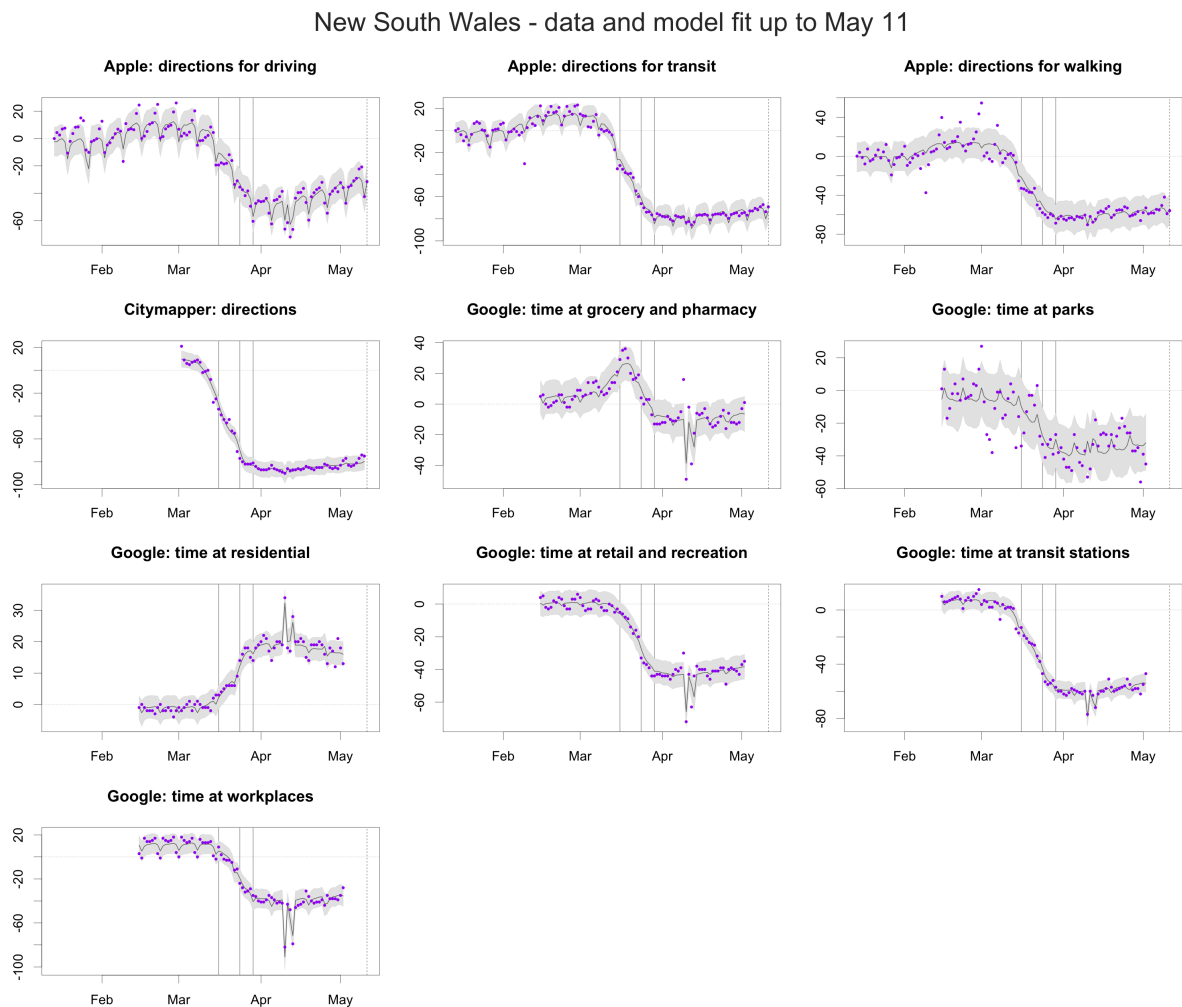 New South Wales - data and model fit up to May 11
Apple: directions for driving
Apple: directions for transit
Apple: directions for walking
20
0
-20
-60
Feb Mar Apr May
20
0
-20
-60
-100
Feb Mar Apr May
40
0
-40
-80
Feb Mar Apr May
Citymapper: directions
Google: time at grocery and pharmacy
Google: time at parks
20
-20
-60
-100
Feb Mar Apr May
40
20
0
-40
Feb Mar Apr May
20
0
-20
-40
-60
Feb Mar Apr May
Google: time at residential
Google: time at retail and recreation
Google: time at transit stations
30
20
10
0
Feb Mar Apr May
0
-20
-60
Feb Mar Apr May
0
-40
-80
Feb Mar Apr May
Google: time at workplaces
20
-20
-60
-100
Feb Mar Apr May